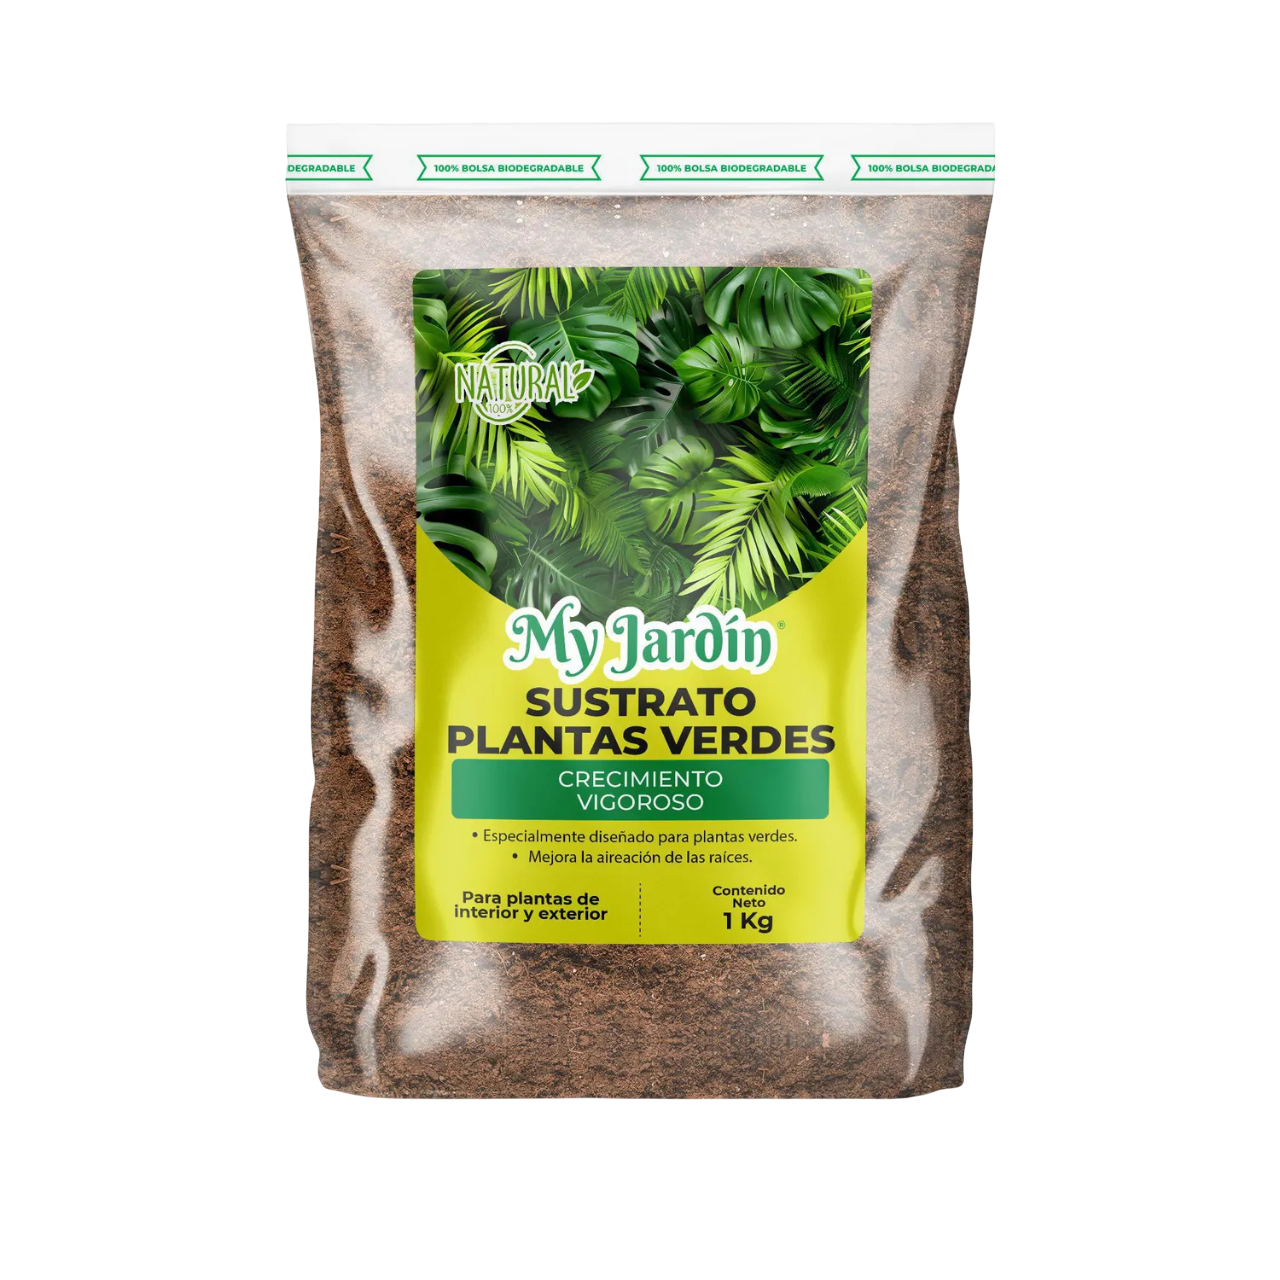 DEGRADABLE
100% BOLSA BIODEGRADABLE
100% BOLSA BIODEGRADABLE
100% BOLSA BIODEGRADA
NATURAL
100%
My Jardín®
SUSTRATO
PLANTAS VERDES
CRECIMIENTO
VIGOROSO
• Especialmente diseñado para plantas verdes.
• Mejora la aireación de las raíces.
Para plantas de
interior y exterior
Contenido
Neto
1 Kg